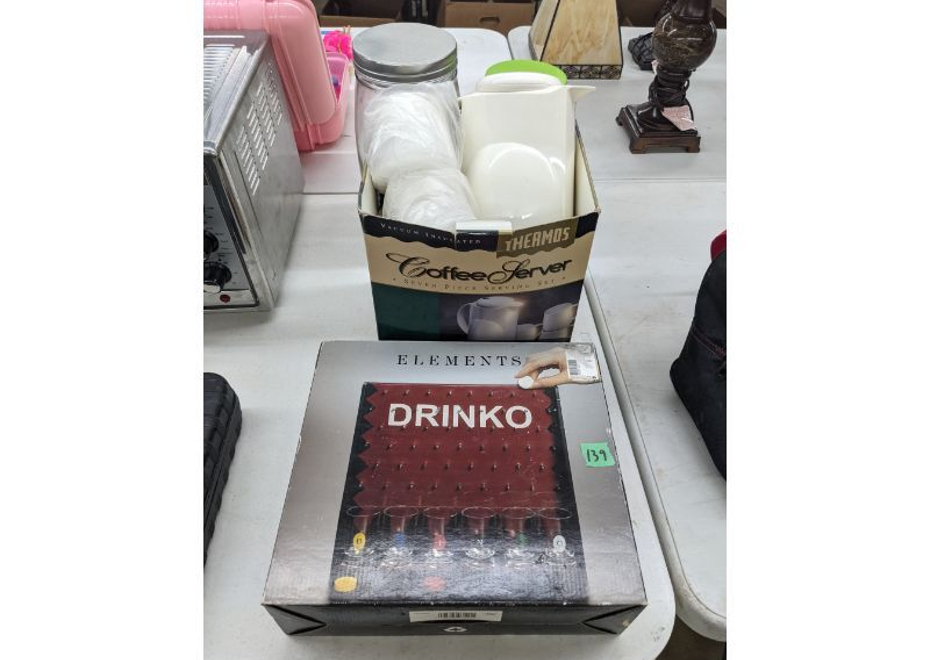 VACUUM INSULATED
THERMOS
Coffee Server
SEVEN PIECE SERVING SET
ELEMENTS
DRINKO
139